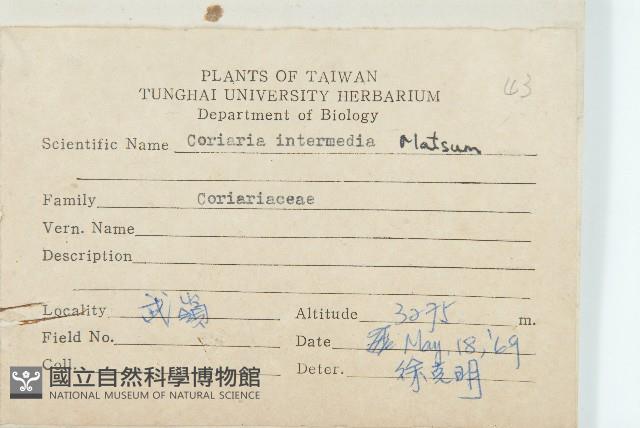 43
PLANTS OF TAIWAN
TUNGHAI UNIVERSITY HERBARIUM
Department of Biology
Scientific Name Coriaria intermedia Matsum
Family Coriariaceae
Vern. Name
Description
Locality 武嶺 Altitude 3275 m.
Field No. Date May, 18, '69
Coll Deter. 徐克明
國立自然科學博物館
NATIONAL MUSEUM OF NATURAL SCIENCE